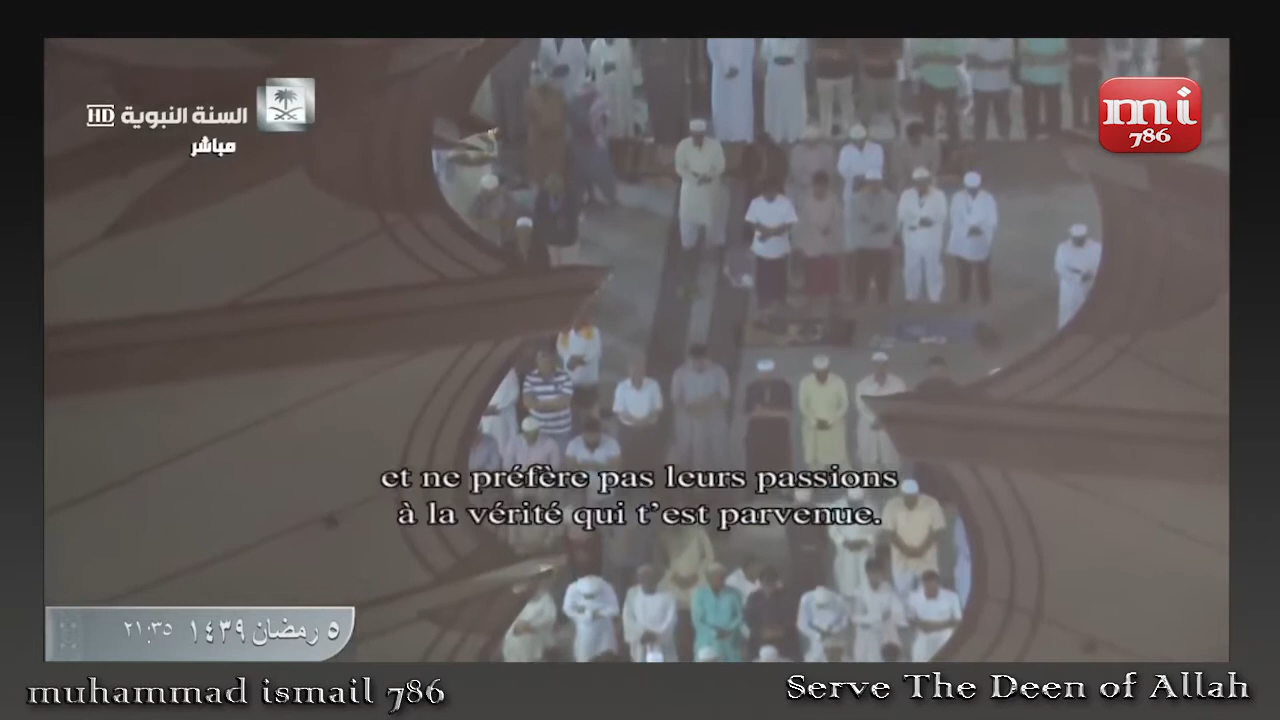 السنة النبوية HD
مباشر
mi
786
et ne préfère pas leurs passions
à la vérité qui t'est parvenue.
٥ رمضان ١٤٣٩ ٢١:٣٥
muhammad ismail 786
Serve The Deen of Allah